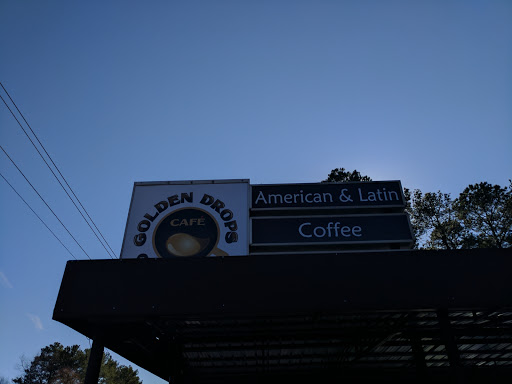 GOLDEN DROPS
CAFE
American & Latin
Coffee